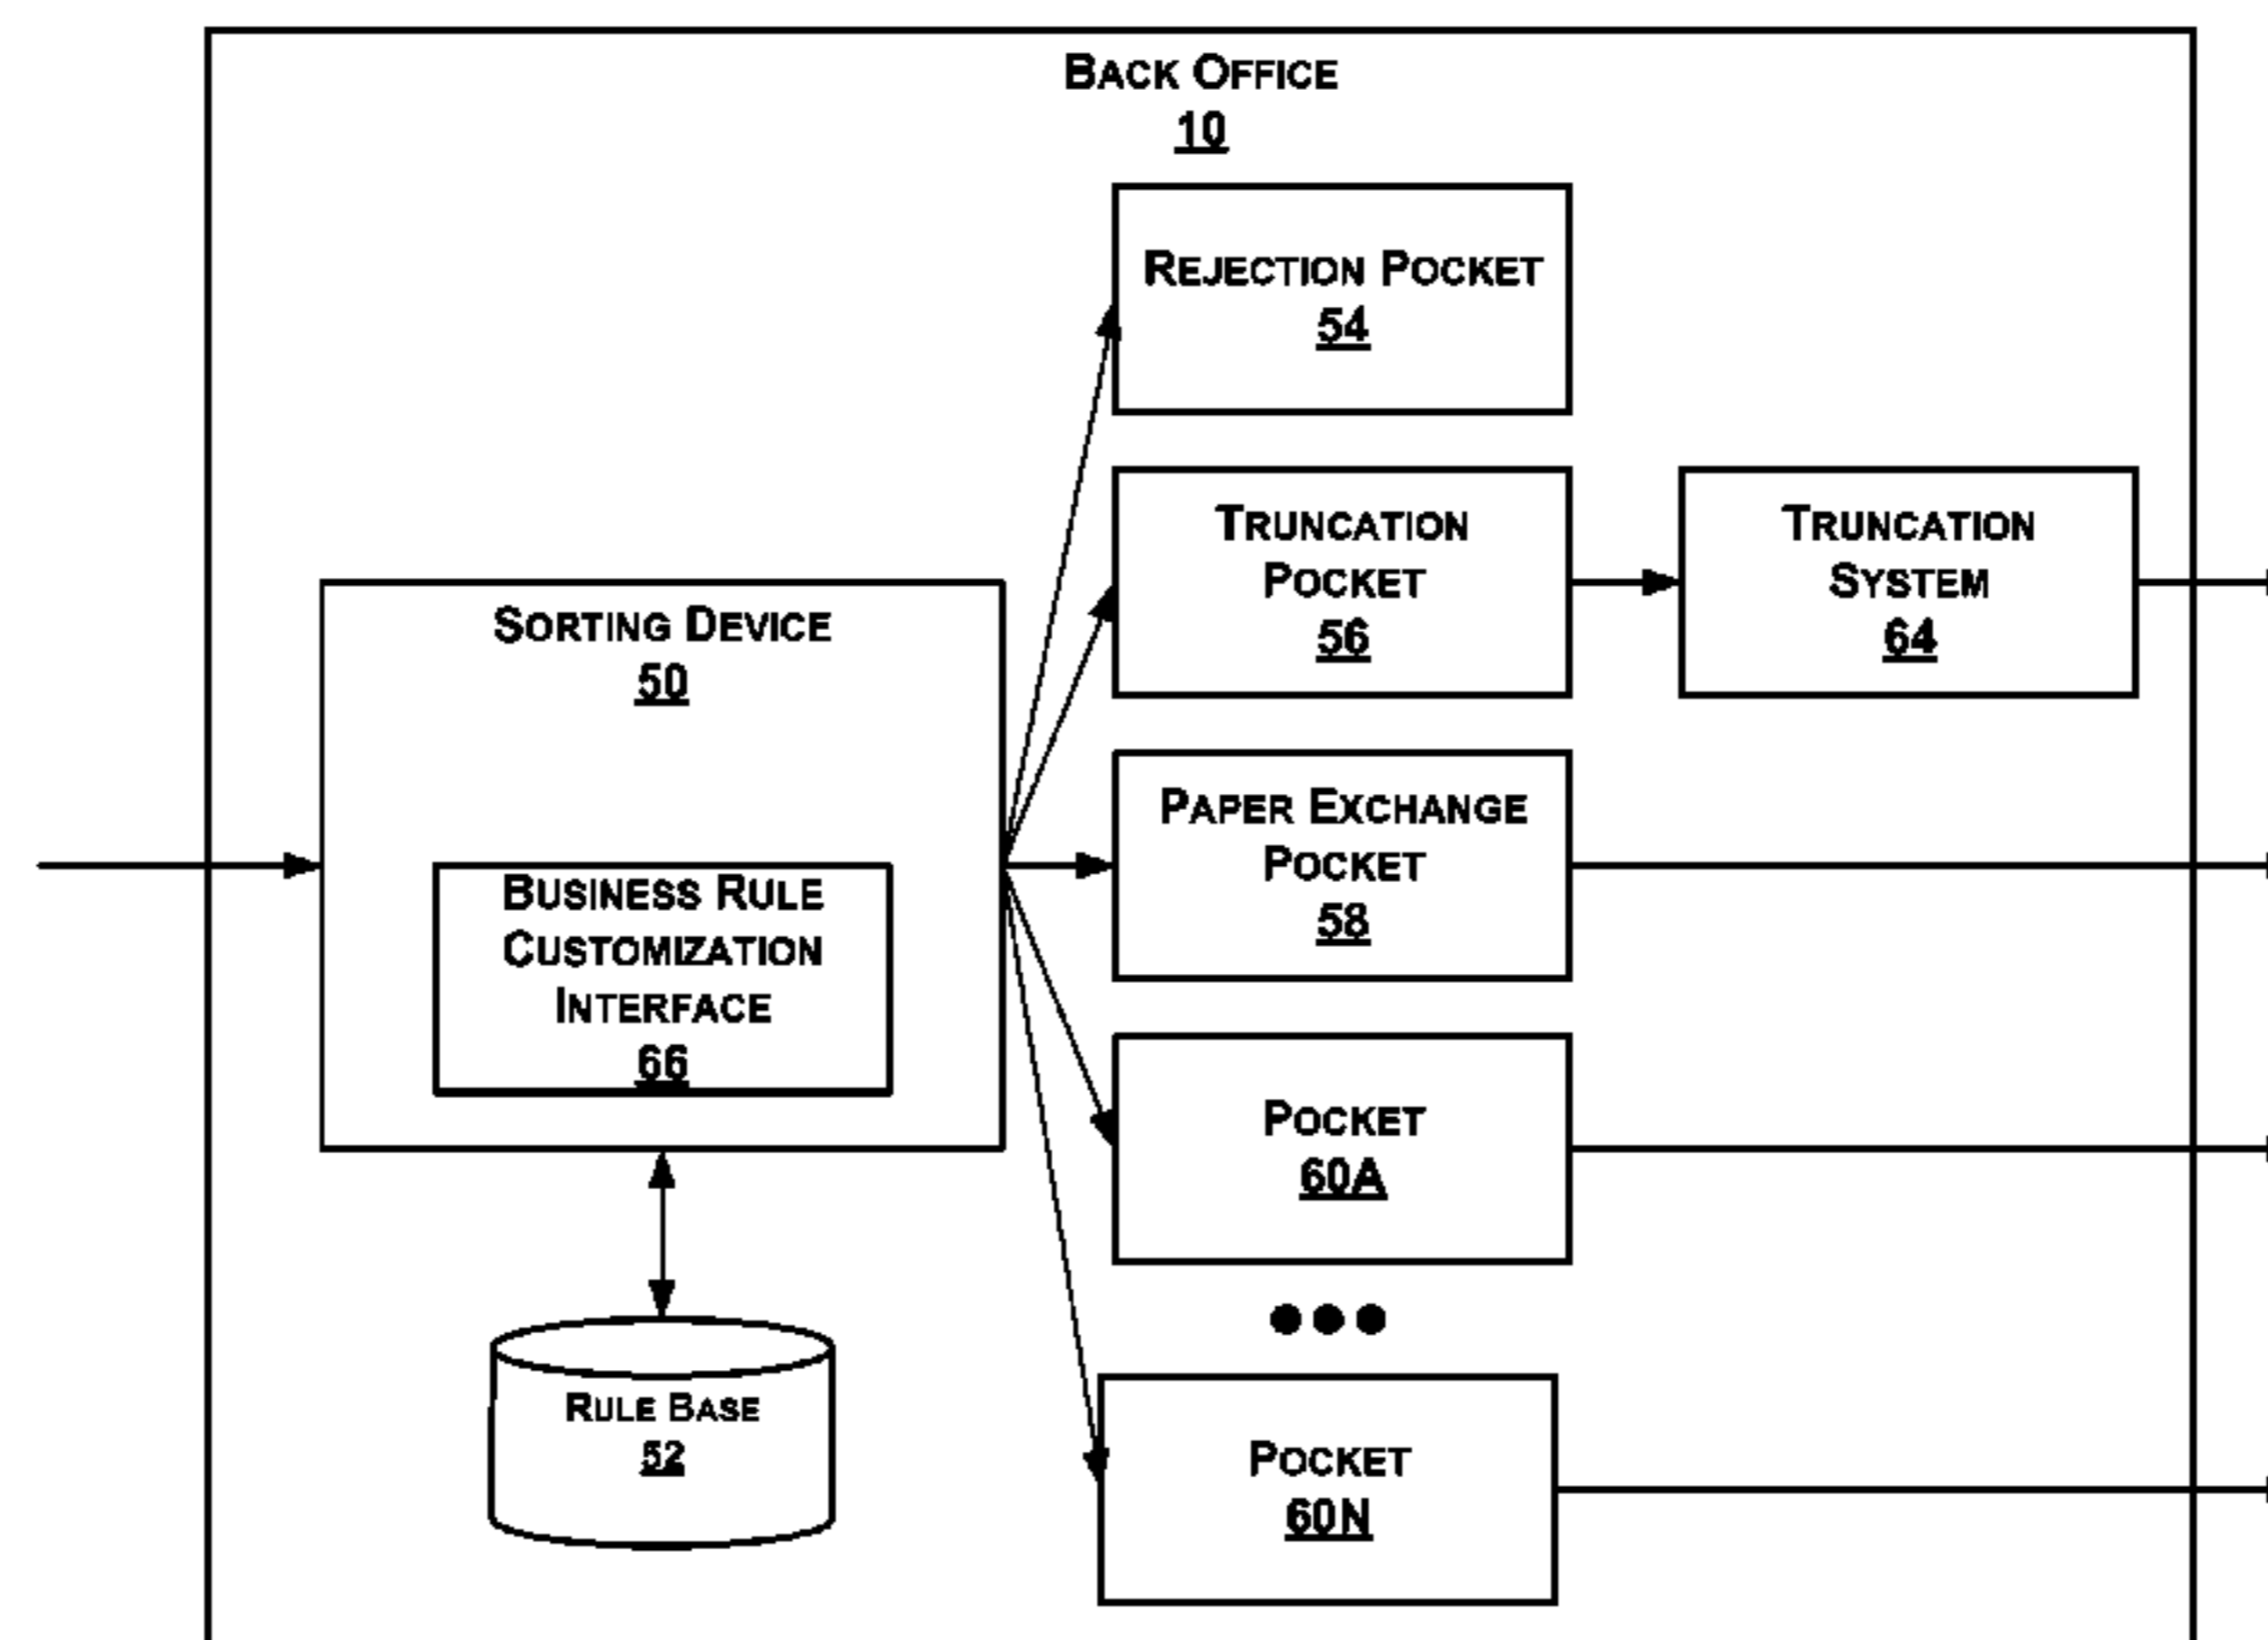 BACK OFFICE
10
REJECTION POCKET
54
TRUNCATION
POCKET
56
TRUNCATION
SYSTEM
64
SORTING DEVICE
50
PAPER EXCHANGE
POCKET
58
BUSINESS RULE
CUSTOMIZATION
INTERFACE
66
POCKET
60A
RULE BASE
52
POCKET
60N